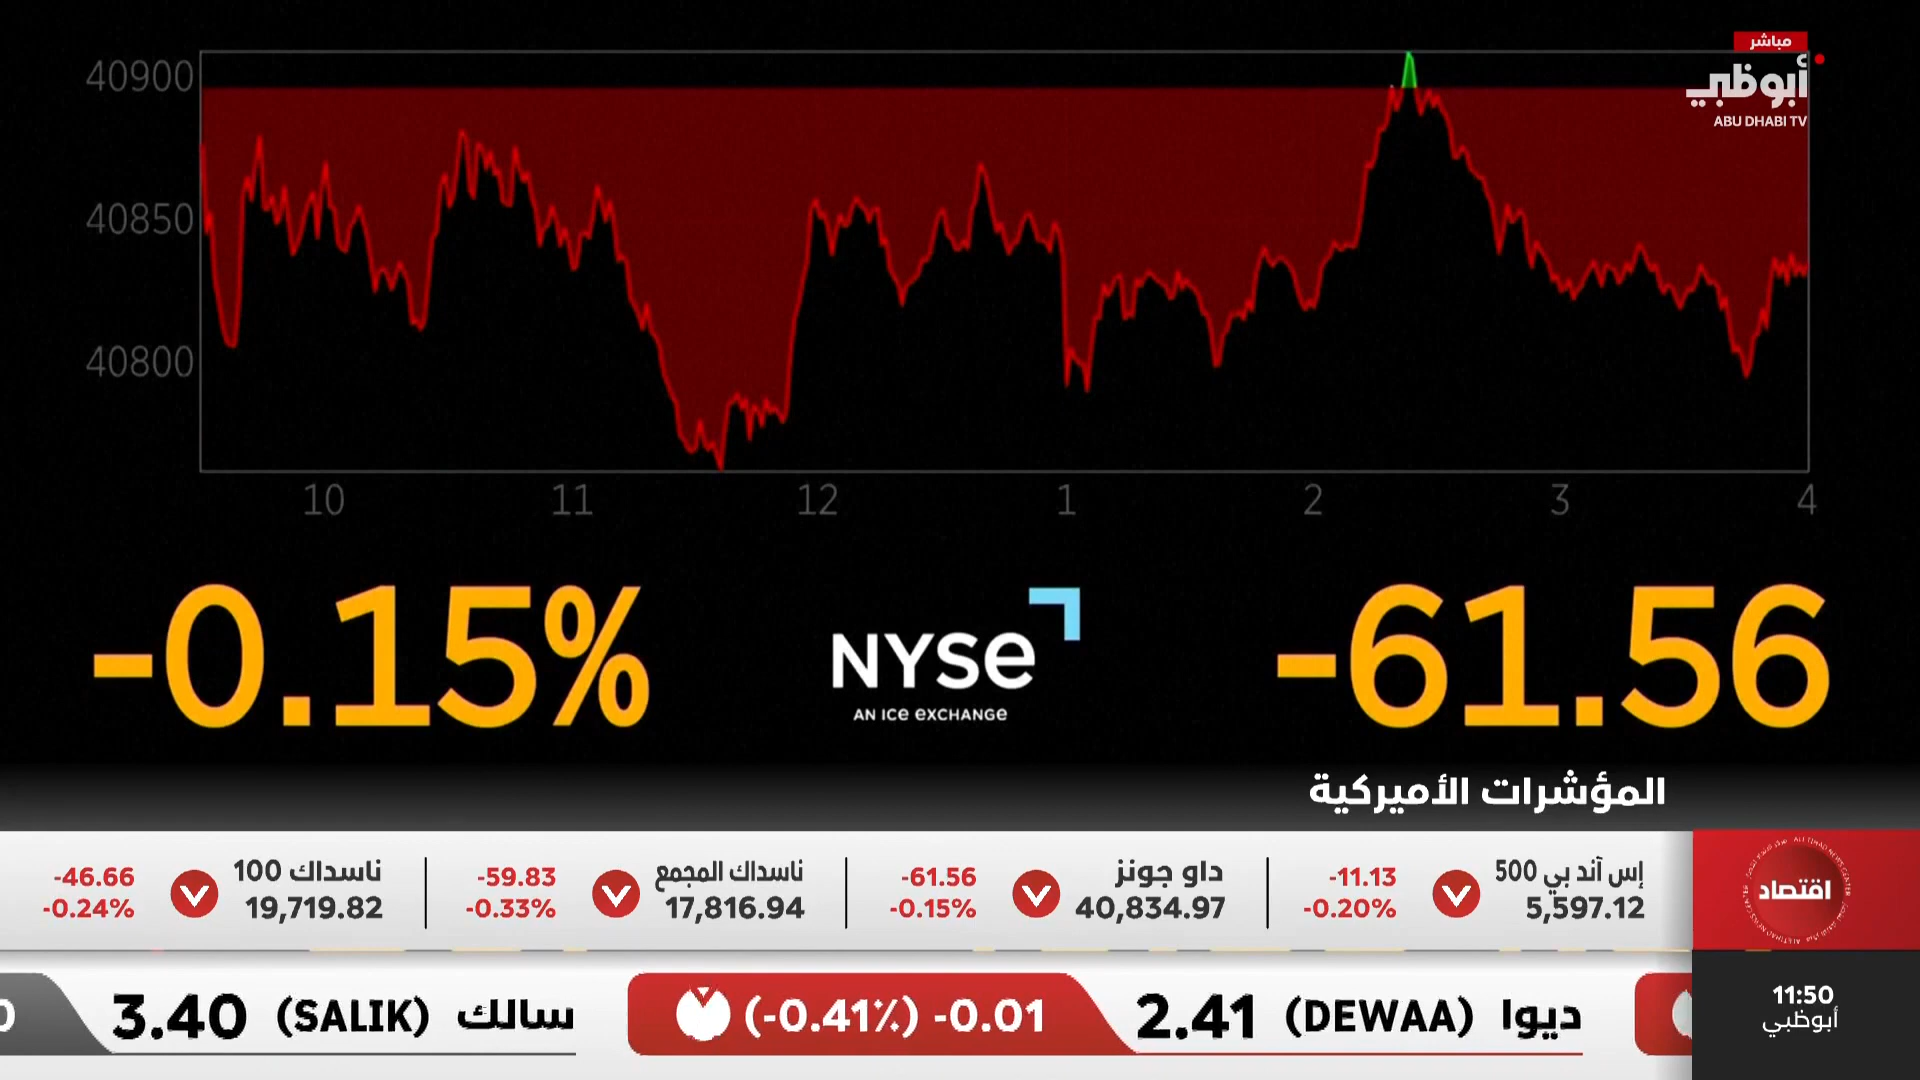 مباشر
أبوظبي
ABU DHABI TV
40900
40850
40800
10 11 12 1 2 3 4
-0.15%
NYSE
AN ICE EXCHANGE
-61.56
المؤشرات الأميركية
إس آند بي 500
5,597.12
-11.13
-0.20%
داو جونز
40,834.97
-61.56
-0.15%
ناسداك المجمع
17,816.94
-59.83
-0.33%
ناسداك 100
19,719.82
-46.66
-0.24%
اقتصاد
ديوا (DEWAA) 2.41
-0.01 (-0.41٪)
سالك (SALIK) 3.40
11:50
أبوظبي